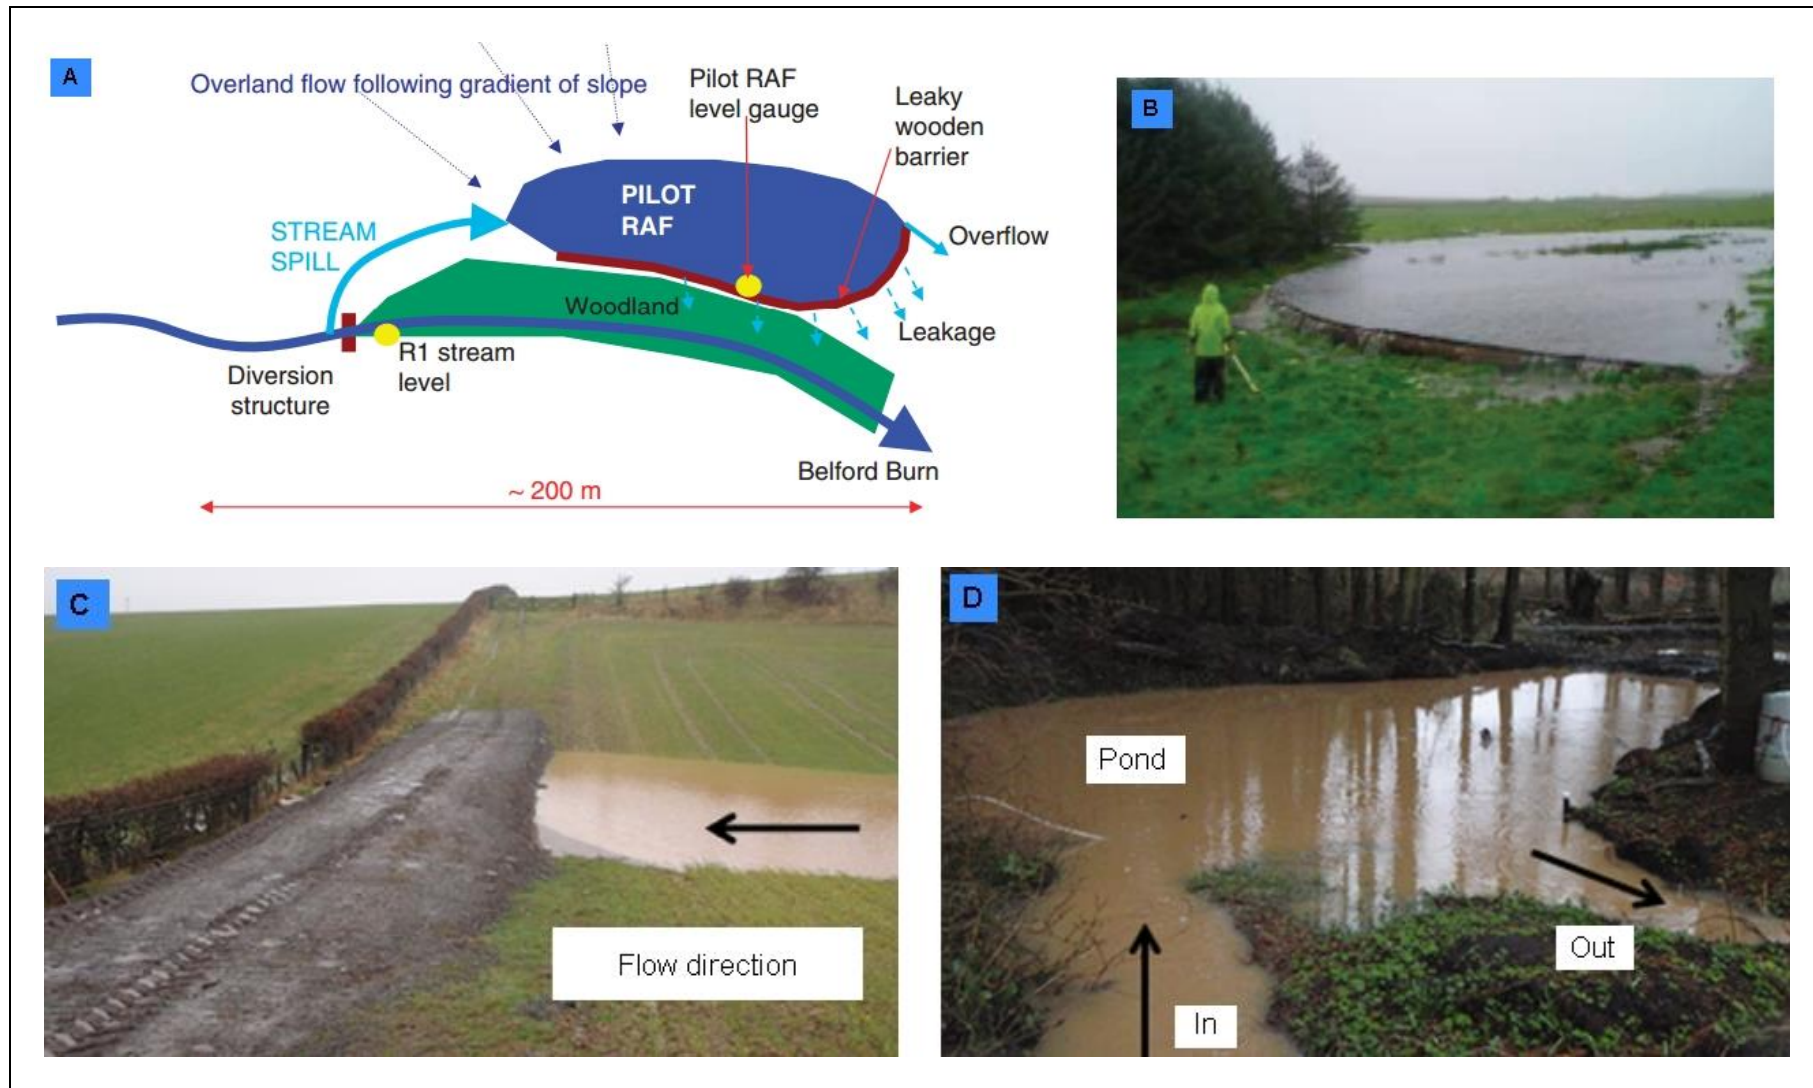 A
Overland flow following gradient of slope
Pilot RAF
level gauge
Leaky
wooden
barrier
PILOT
RAF
STREAM
SPILL
Overflow
Woodland
Leakage
R1 stream
level
Diversion
structure
Belford Burn
~ 200 m
B
C
Flow direction
D
Pond
Out
In